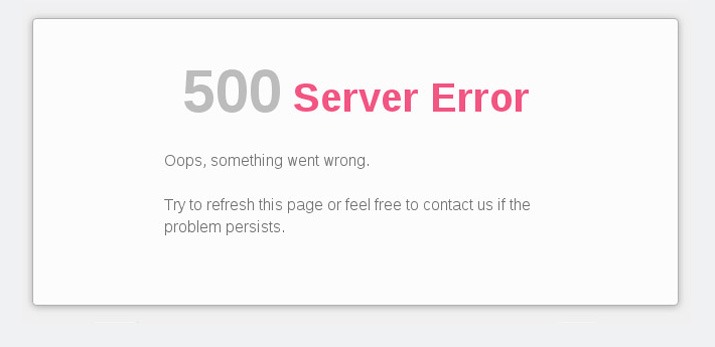 500 Server Error
Oops, something went wrong.
Try to refresh this page or feel free to contact us if the
problem persists.